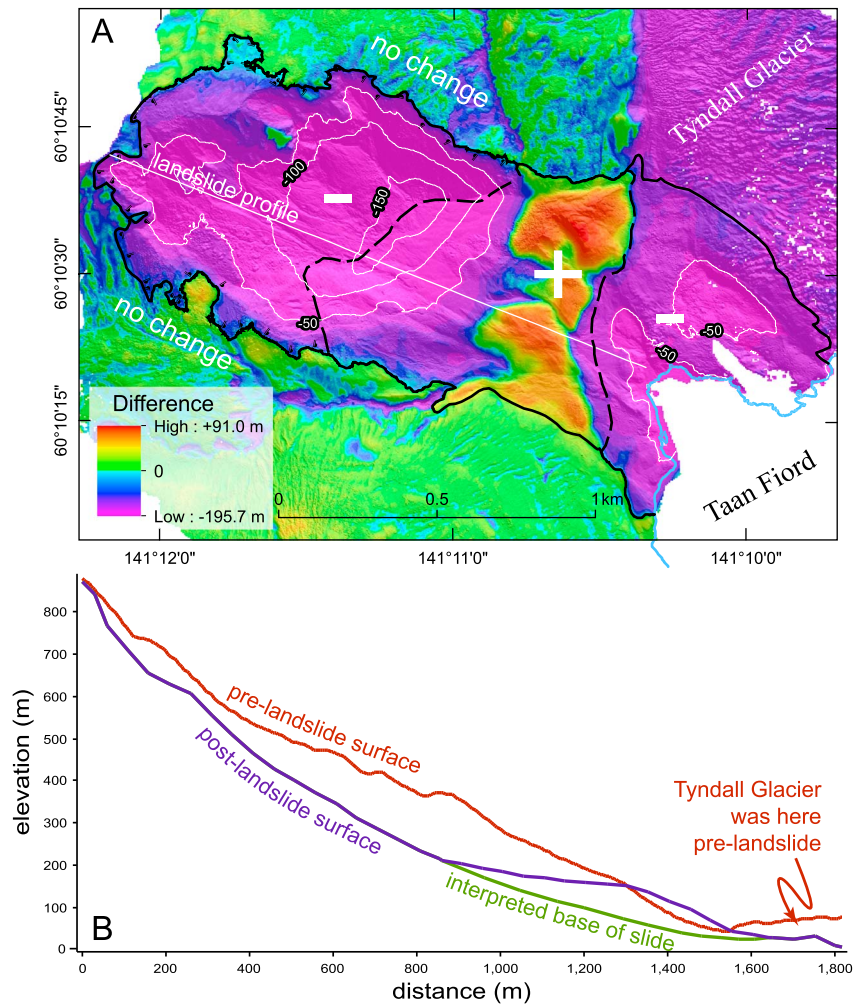 A
no change
Tyndall Glacier
60°10'45"
-100
landslide profile
-150
60°10'30"
-50
-50
-50
no change
60°10'15"
Difference
High : +91.0 m
0
Low : -195.7 m
0
0.5
1km
Taan Fiord
141°12'0"
141°11'0"
141°10'0"
800
700
600
500
400
300
200
100
0
elevation (m)
pre-landslide surface
post-landslide surface
interpreted base of slide
Tyndall Glacier
was here
pre-landslide
B
0
200
400
600
800
1,000
1,200
1,400
1,600
1,800
distance (m)